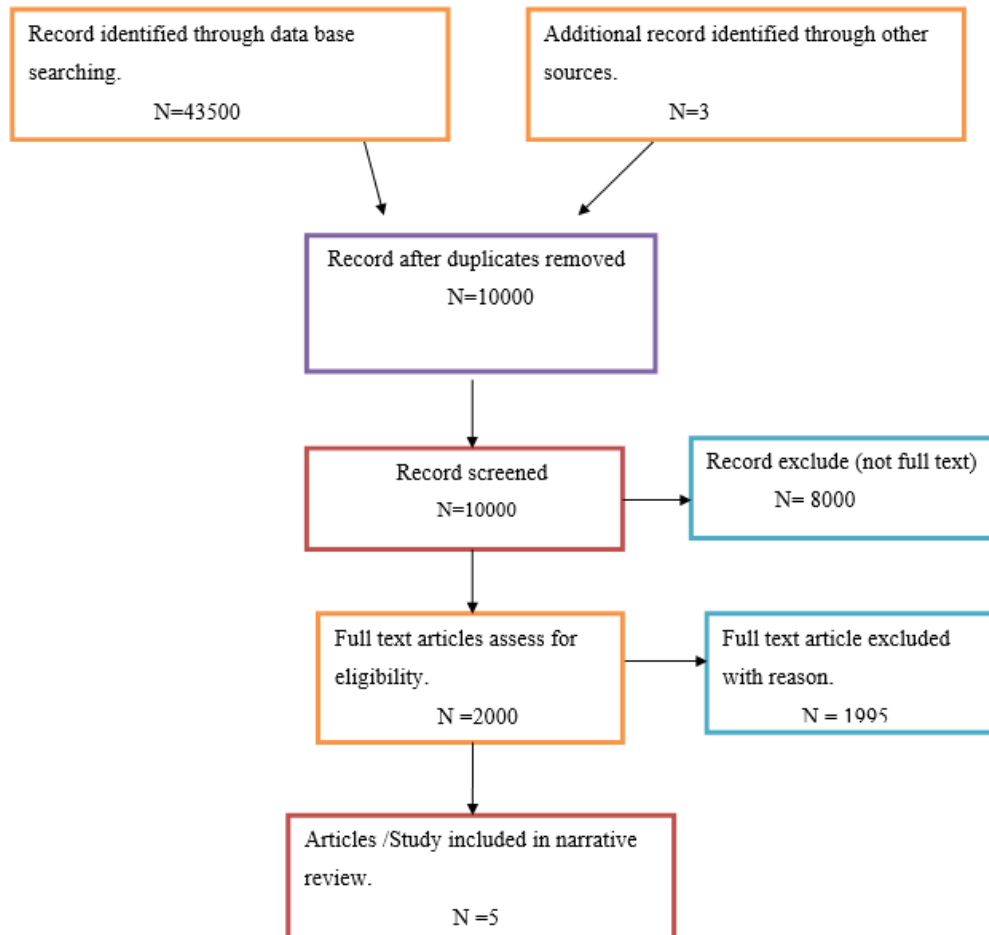 Record identified through data base
searching.
N=43500
Additional record identified through other
sources.
N=3
Record after duplicates removed
N=10000
Record screened
N=10000
Record exclude (not full text)
N= 8000
Full text articles assess for
eligibility.
N =2000
Full text article excluded
with reason.
N = 1995
Articles /Study included in narrative
review.
N =5